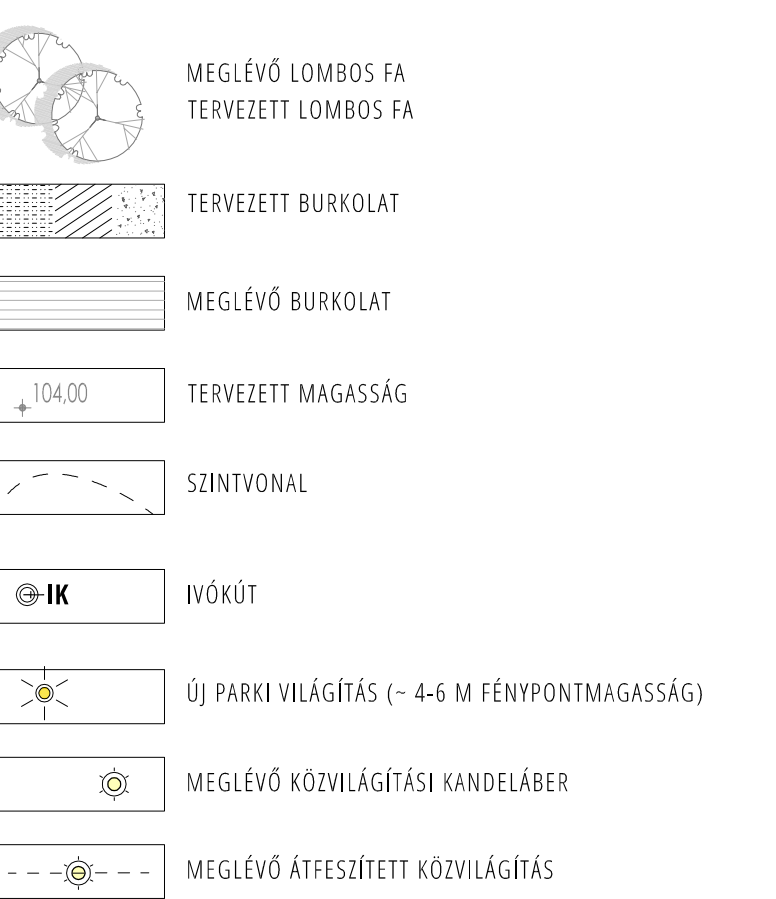 MEGLÉVŐ LOMBOS FA
TERVEZETT LOMBOS FA
TERVEZETT BURKOLAT
MEGLÉVŐ BURKOLAT
104,00 TERVEZETT MAGASSÁG
SZINTVONAL
IK IVÓKÚT
ÚJ PARKI VILÁGÍTÁS (~ 4-6 M FÉNYPONTMAGASSÁG)
MEGLÉVŐ KÖZVILÁGÍTÁSI KANDELÁBER
MEGLÉVŐ ÁTFESZÍTETT KÖZVILÁGÍTÁS